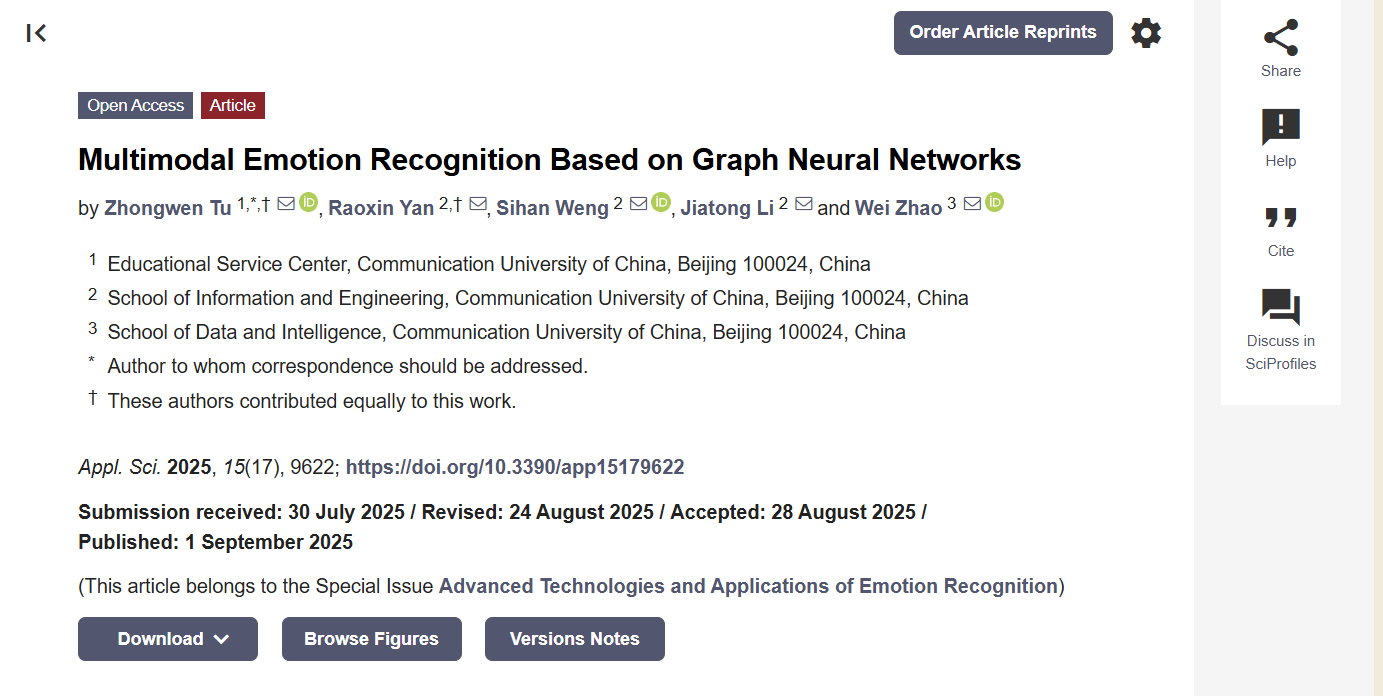 Order Article Reprints
Open Access Article
Multimodal Emotion Recognition Based on Graph Neural Networks
by Zhongwen Tu 1,*,† iD, Raoxin Yan 2,†, Sihan Weng 2 iD, Jiatong Li 2 and Wei Zhao 3 iD
1 Educational Service Center, Communication University of China, Beijing 100024, China
2 School of Information and Engineering, Communication University of China, Beijing 100024, China
3 School of Data and Intelligence, Communication University of China, Beijing 100024, China
* Author to whom correspondence should be addressed.
† These authors contributed equally to this work.
Appl. Sci. 2025, 15(17), 9622; https://doi.org/10.3390/app15179622
Submission received: 30 July 2025 / Revised: 24 August 2025 / Accepted: 28 August 2025 /
Published: 1 September 2025
(This article belongs to the Special Issue Advanced Technologies and Applications of Emotion Recognition)
Download Browse Figures Versions Notes
Share
Help
Cite
Discuss in
SciProfiles